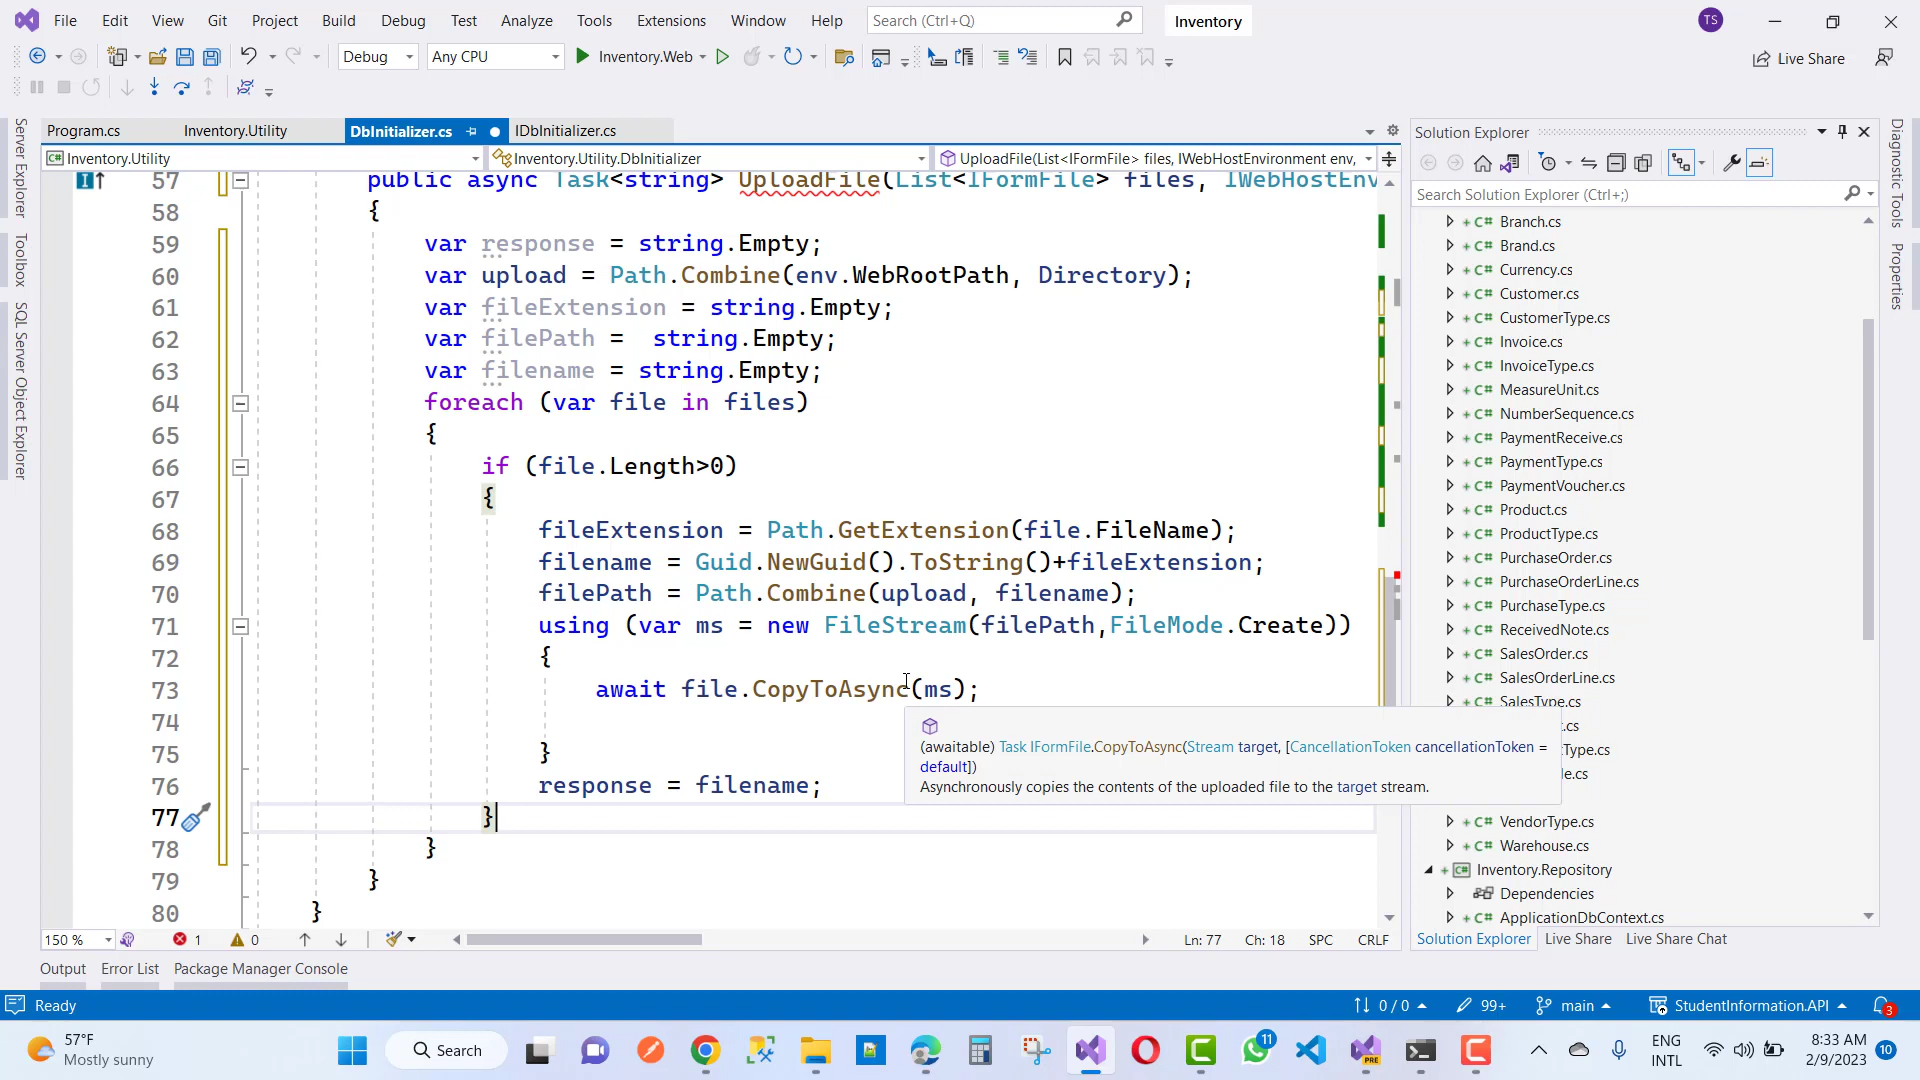 File Edit View Git Project Build Debug Test Analyze Tools Extensions Window Help Search (Ctrl+Q) Inventory TS
Debug Any CPU Inventory.Web Live Share
Program.cs Inventory.Utility DbInitializer.cs IDbInitializer.cs
Inventory.Utility Inventory.Utility.DbInitializer UploadFile(List<IFormFile> files, IWebHostEnvironment env,
57 public async Task<string> UploadFile(List<IFormFile> files, IWebHostEnv
58 {
59 var response = string.Empty;
60 var upload = Path.Combine(env.WebRootPath, Directory);
61 var fileExtension = string.Empty;
62 var filePath =  string.Empty;
63 var filename = string.Empty;
64 foreach (var file in files)
65 {
66 if (file.Length>0)
67 {
68 fileExtension = Path.GetExtension(file.FileName);
69 filename = Guid.NewGuid().ToString()+fileExtension;
70 filePath = Path.Combine(upload, filename);
71 using (var ms = new FileStream(filePath,FileMode.Create))
72 {
73 await file.CopyToAsync(ms);
74
75 }
76 response = filename;
77 }
78 }
79 }
80 }
(awaitable) Task IFormFile.CopyToAsync(Stream target, [CancellationToken cancellationToken =
default])
Asynchronously copies the contents of the uploaded file to the target stream.
150 % 1 0 Ln: 77 Ch: 18 SPC CRLF
Output Error List Package Manager Console
Server Explorer
Toolbox
SQL Server Object Explorer
Solution Explorer
Search Solution Explorer (Ctrl+;)
C# Branch.cs
C# Brand.cs
C# Currency.cs
C# Customer.cs
C# CustomerType.cs
C# Invoice.cs
C# InvoiceType.cs
C# MeasureUnit.cs
C# NumberSequence.cs
C# PaymentReceive.cs
C# PaymentType.cs
C# PaymentVoucher.cs
C# Product.cs
C# ProductType.cs
C# PurchaseOrder.cs
C# PurchaseOrderLine.cs
C# PurchaseType.cs
C# ReceivedNote.cs
C# SalesOrder.cs
C# SalesOrderLine.cs
C# SalesType.cs
t.cs
tType.cs
le.cs
C# VendorType.cs
C# Warehouse.cs
C# Inventory.Repository
Dependencies
C# ApplicationDbContext.cs
Solution Explorer Live Share Live Share Chat
Diagnostic Tools
Properties
Ready 0 / 0 99+ main StudentInformation.API 3
57°F
Mostly sunny
Search
11
PRE
ENG
INTL
8:33 AM
2/9/2023
10